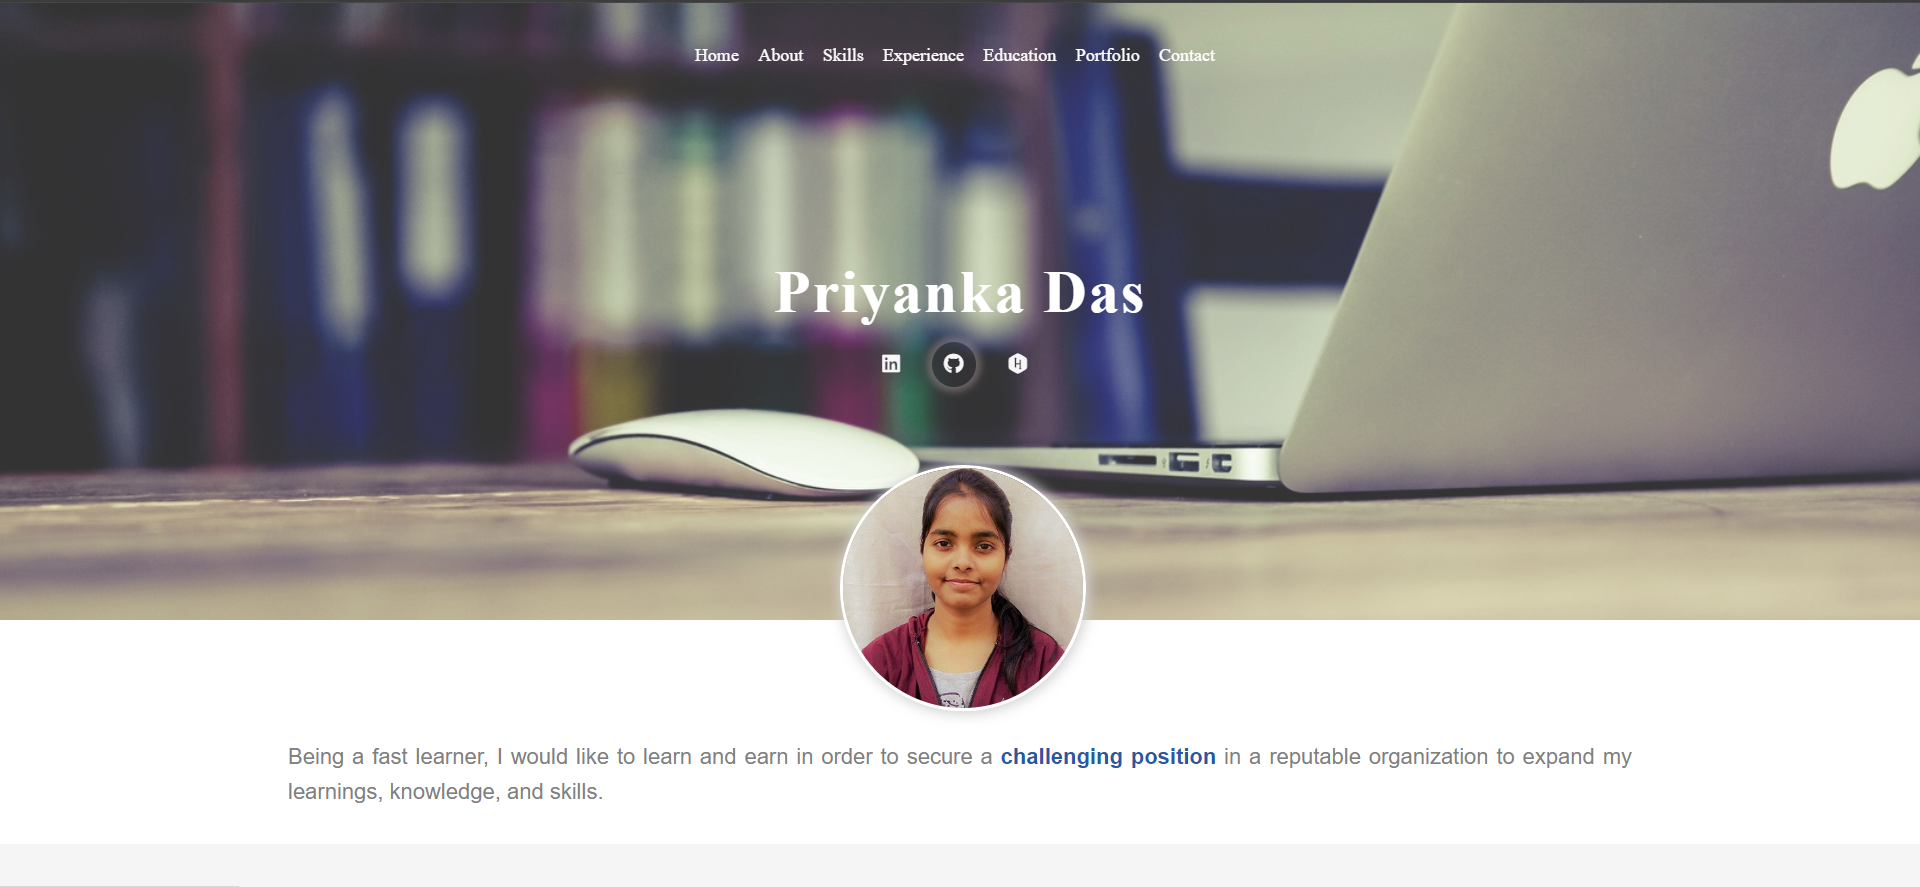 Home About Skills Experience Education Portfolio Contact
Priyanka Das
in H
Being a fast learner, I would like to learn and earn in order to secure a challenging position in a reputable organization to expand my
learnings, knowledge, and skills.